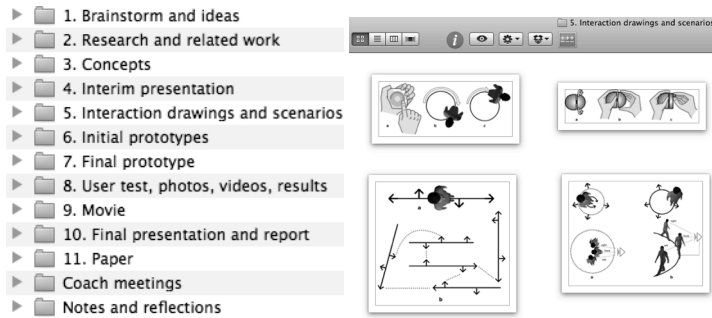 1. Brainstorm and ideas
2. Research and related work
3. Concepts
4. Interim presentation
5. Interaction drawings and scenarios
6. Initial prototypes
7. Final prototype
8. User test, photos, videos, results
9. Movie
10. Final presentation and report
11. Paper
Coach meetings
Notes and reflections
5. Interaction drawings and scenarios
a b c
a b c
a
b
a b